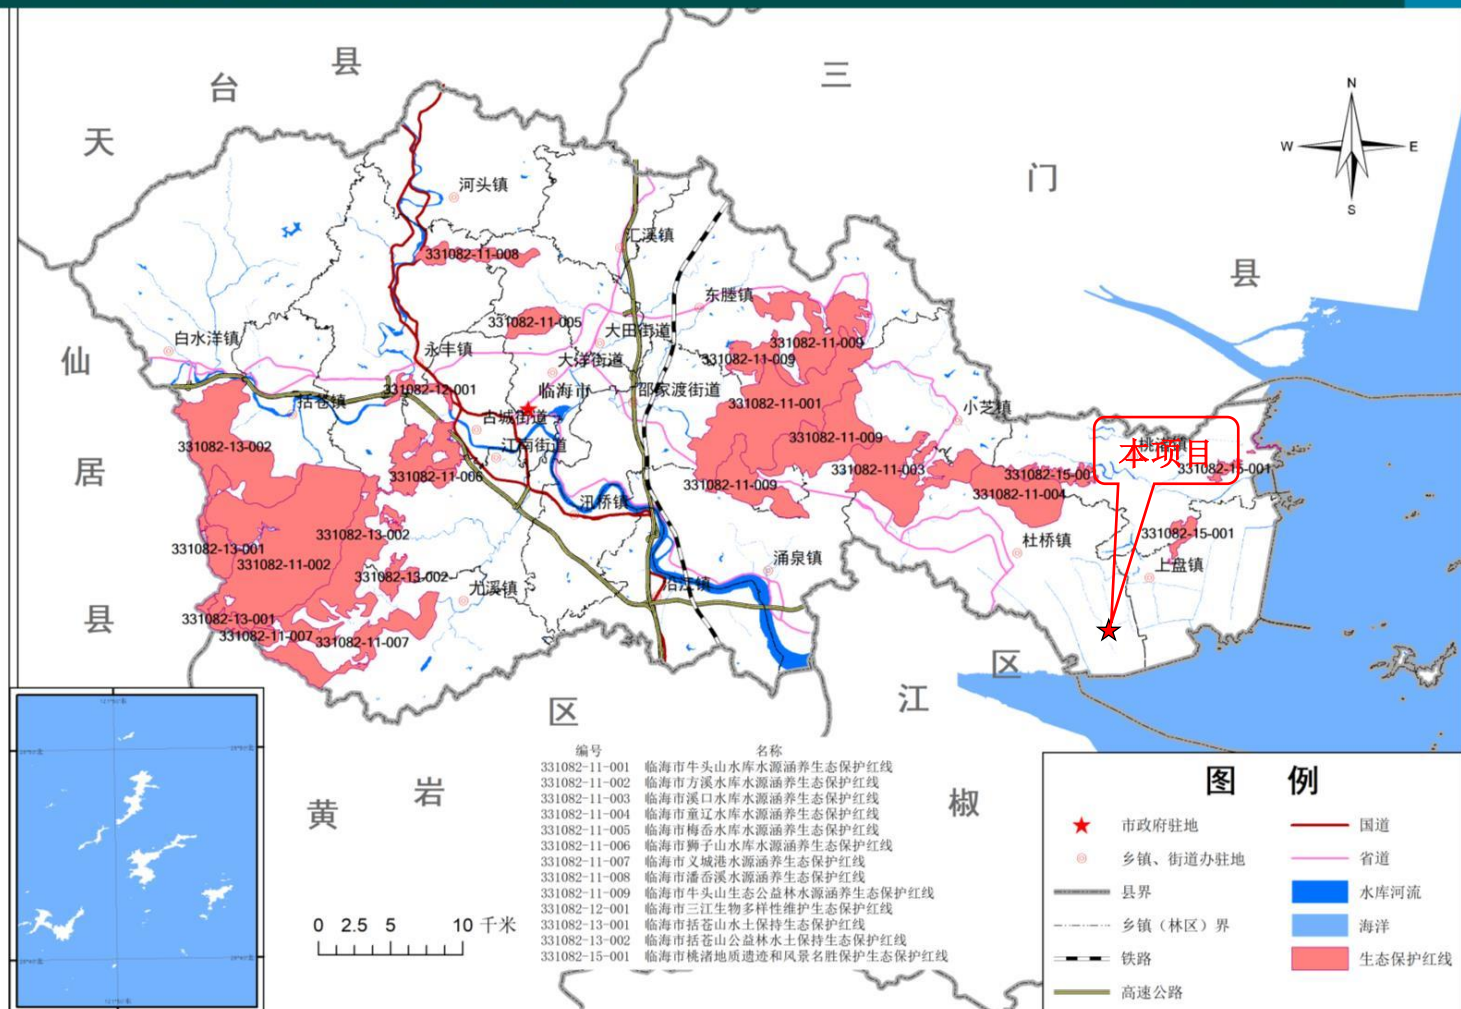 县
台
天
三
门
县
仙
居
县
N
W
E
S
河头镇
汇溪镇
331082-11-008
东塍镇
331082-11-005
大田街道
白水洋镇
331082-11-009
永丰镇
大洋街道
331082-11-009
331082-12-001
临海市
邵家渡街道
括苍镇
331082-11-001
小芝镇
古城街道
331082-11-009
331082-13-002
江南街道
桃渚镇
本项目
331082-11-003
331082-15-001
331082-15-001
331082-11-006
331082-11-009
331082-11-004
汛桥镇
331082-13-002
331082-15-001
杜桥镇
331082-13-001
331082-11-002
涌泉镇
上盘镇
331082-13-002
沿江镇
尤溪镇
331082-13-001
331082-11-007
331082-11-007
区
江
区
黄
岩
椒
编号 名称
331082-11-001 临海市牛头山水库水源涵养生态保护红线
331082-11-002 临海市方溪水库水源涵养生态保护红线
331082-11-003 临海市溪口水库水源涵养生态保护红线
331082-11-004 临海市童辽水库水源涵养生态保护红线
331082-11-005 临海市梅岙水库水源涵养生态保护红线
331082-11-006 临海市狮子山水库水源涵养生态保护红线
331082-11-007 临海市义城港水源涵养生态保护红线
331082-11-008 临海市潘岙溪水源涵养生态保护红线
331082-11-009 临海市牛头山生态公益林水源涵养生态保护红线
331082-12-001 临海市三江生物多样性维护生态保护红线
331082-13-001 临海市括苍山水土保持生态保护红线
331082-13-002 临海市括苍山公益林水土保持生态保护红线
331082-15-001 临海市桃渚地质遗迹和风景名胜保护生态保护红线
0 2.5 5 10 千米
图 例
市政府驻地
国道
乡镇、街道办驻地
省道
县界
水库河流
乡镇（林区）界
海洋
铁路
生态保护红线
高速公路